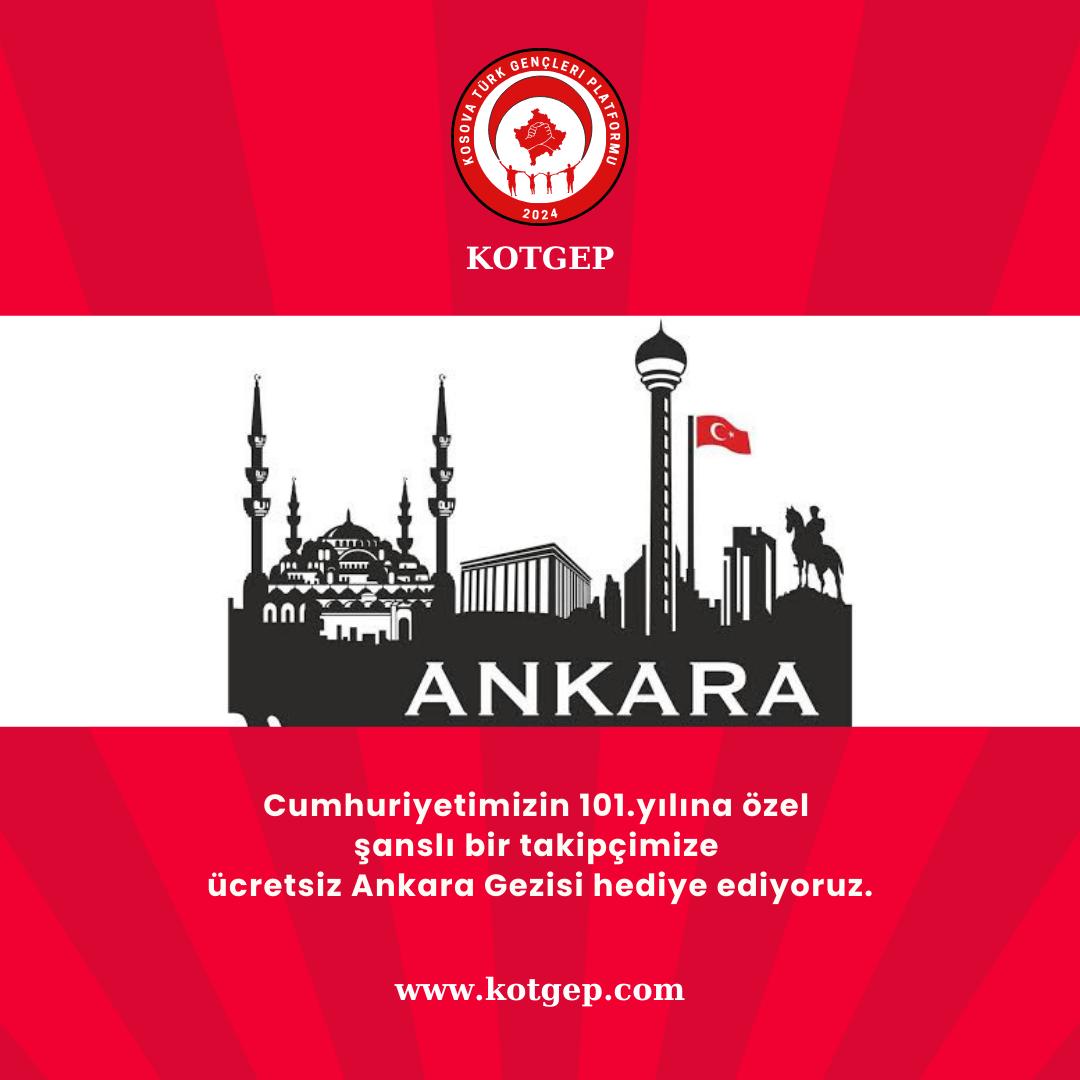 KOSOVA TÜRK GENÇLERİ PLATFORMU
2024
KOTGEP
ANKARA
Cumhuriyetimizin 101.yılına özel
şanslı bir takipçimize
ücretsiz Ankara Gezisi hediye ediyoruz.
www.kotgep.com